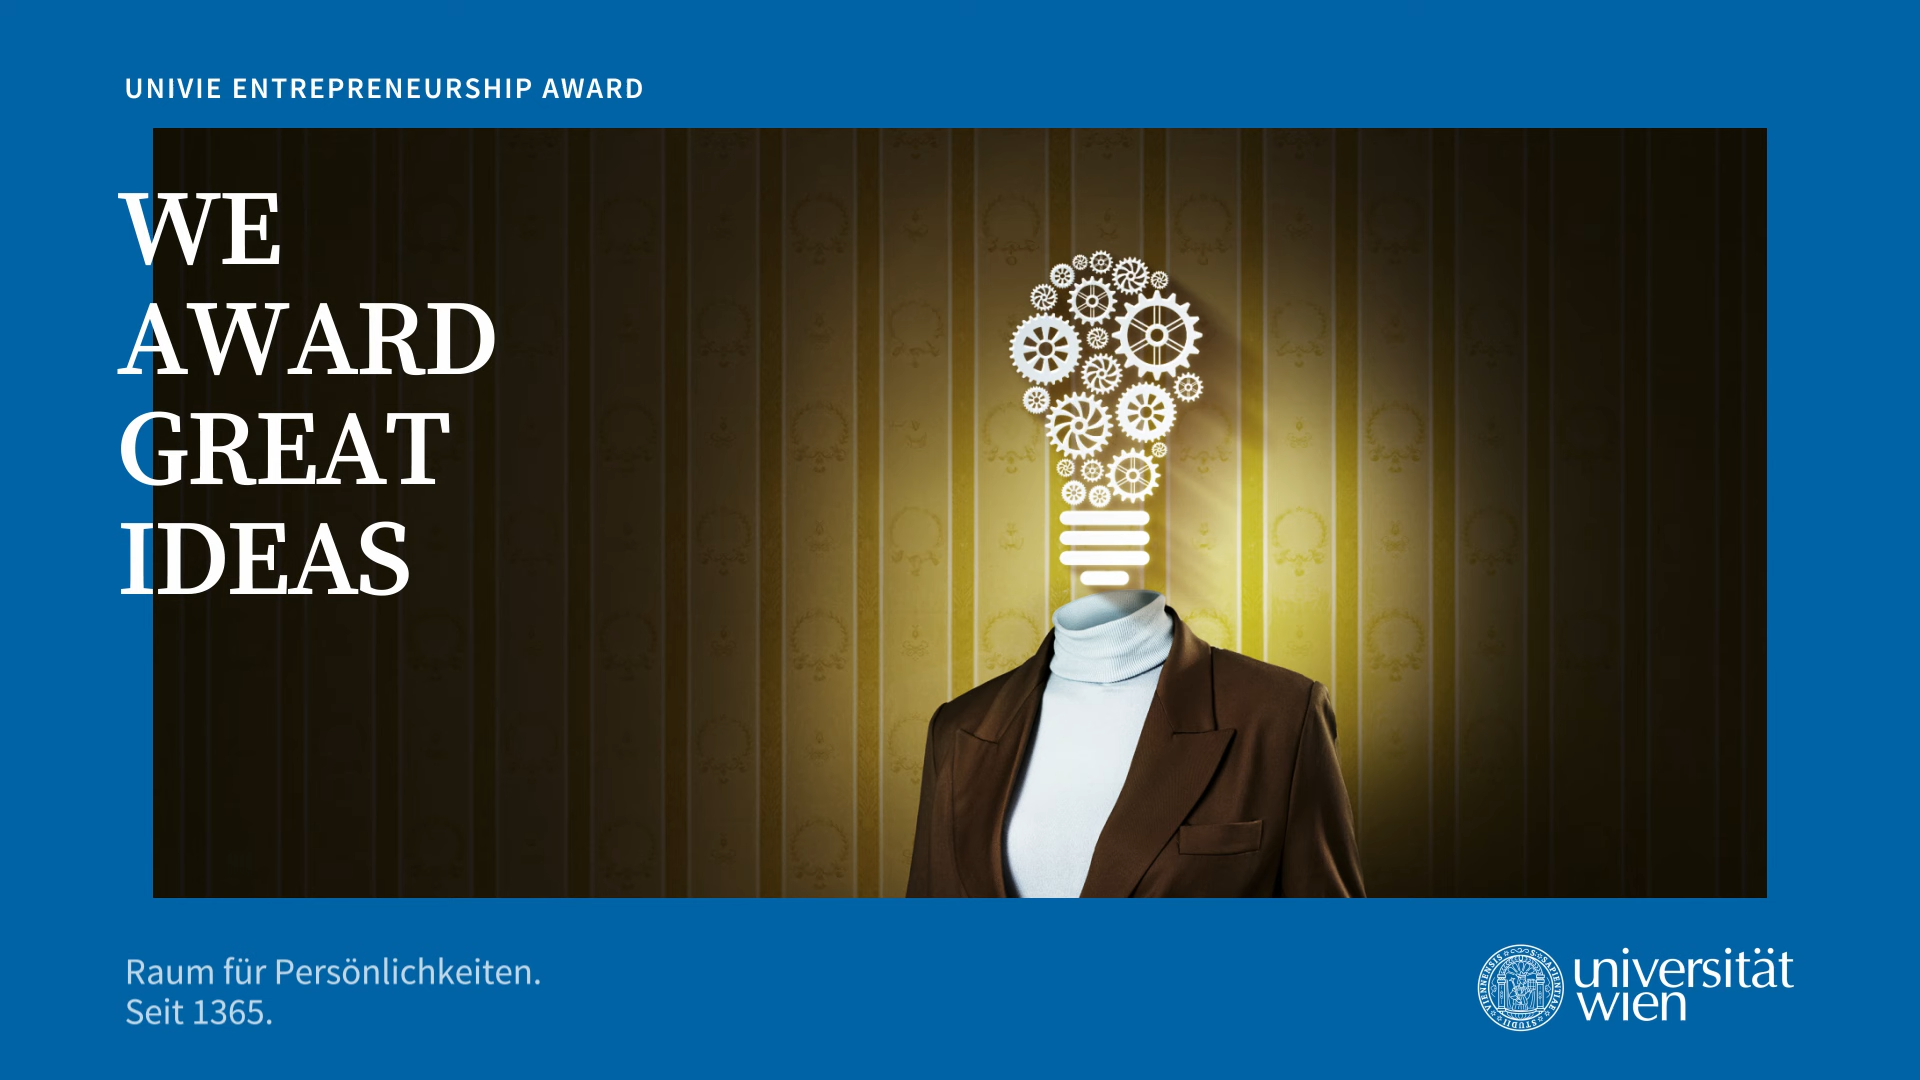 UNIVIE ENTREPRENEURSHIP AWARD
WE
AWARD
GREAT
IDEAS
Raum für Persönlichkeiten.
Seit 1365.
universität
wien